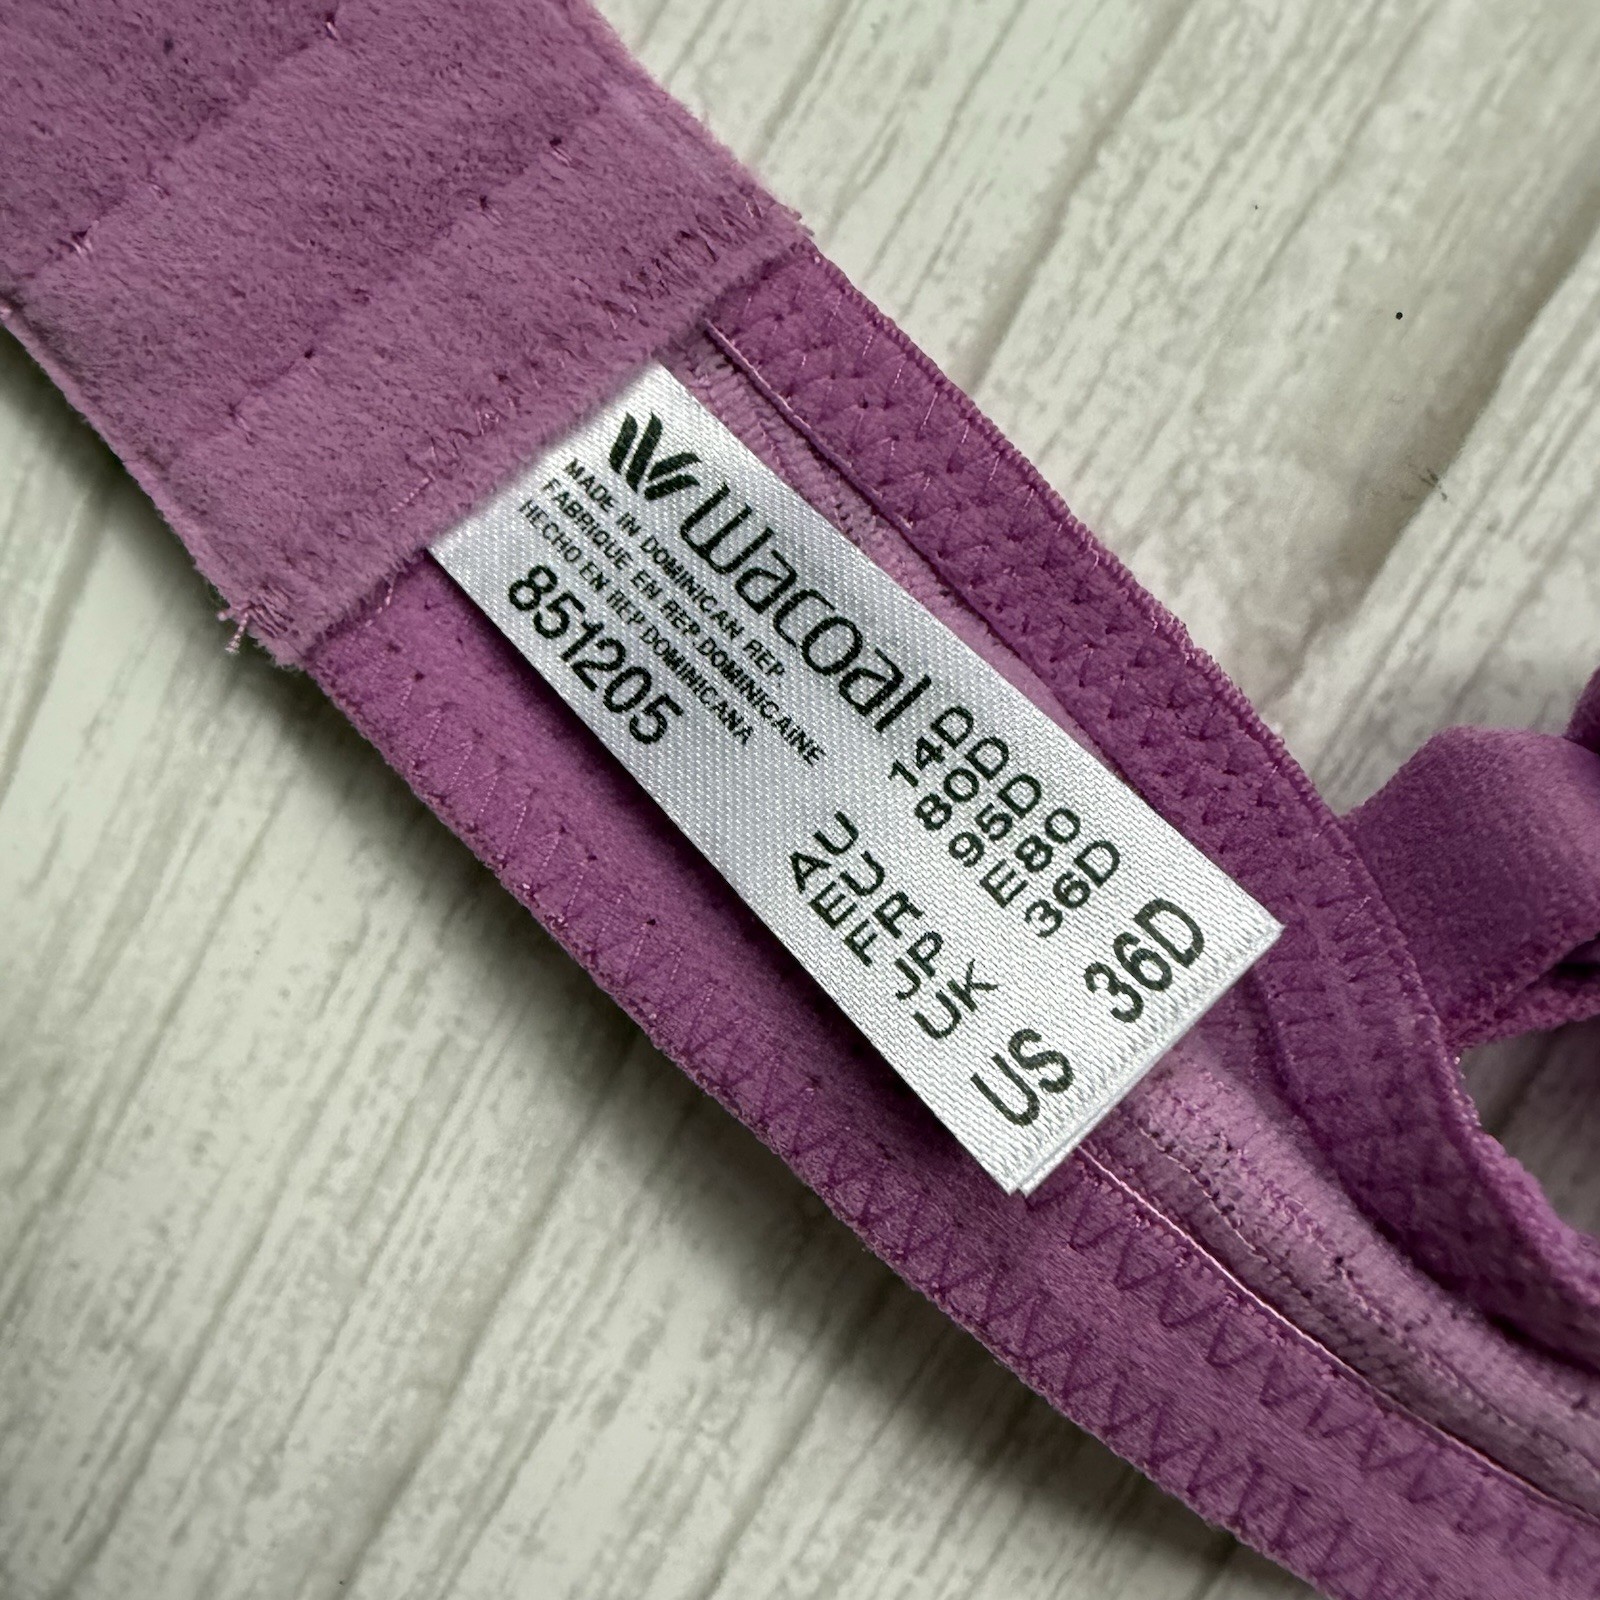 wacoal
MADE IN DOMINICAN REP.
FABRIQUE EN REP.DOMINICAINE
HECHO EN REP DOMINICANA
851205
AU 14D
EU 80D
FR 95D
JP E80
UK 36D
US 36D